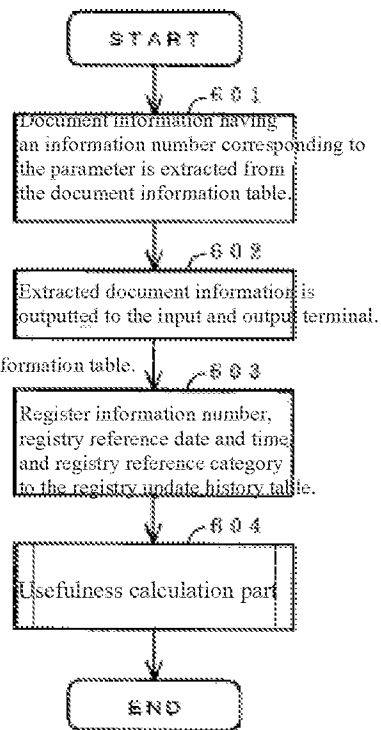 START
601
Document information having
an information number corresponding to
the parameter is extracted from
the document information table.
602
Extracted document information is
outputted to the input and output terminal.
formation table.
603
Register information number,
registry reference date and time,
and registry reference category
to the registry update history table.
604
Usefulness calculation part
END